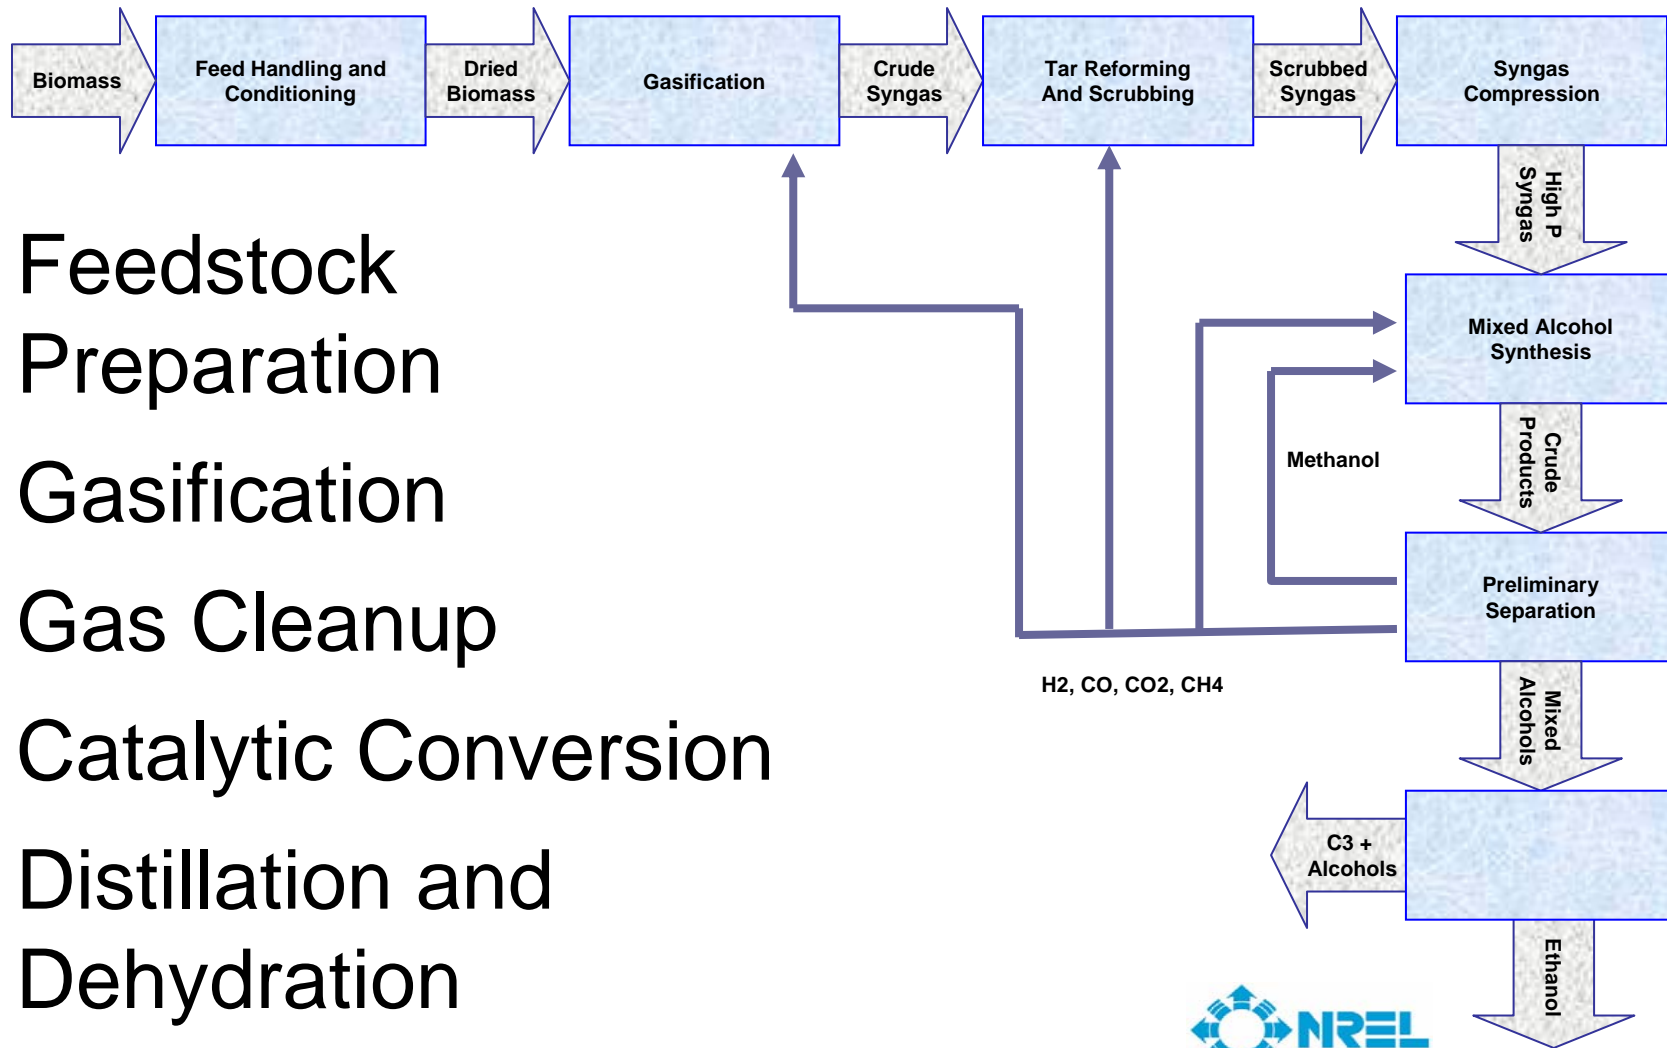 Biomass
Feed Handling and
Conditioning
Dried
Biomass
Gasification
Crude
Syngas
Tar Reforming
And Scrubbing
Scrubbed
Syngas
Syngas
Compression
High P
Syngas
Feedstock
Preparation
Gasification
Gas Cleanup
Catalytic Conversion
Distillation and
Dehydration
Mixed Alcohol
Synthesis
Crude
Products
Methanol
Preliminary
Separation
H2, CO, CO2, CH4
Mixed
Alcohols
C3 +
Alcohols
Ethanol
NREL